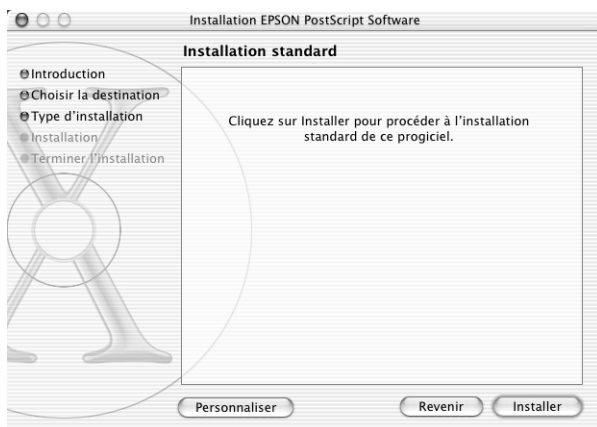 Installation EPSON PostScript Software
Installation standard
Introduction
Choisir la destination
Type d'installation
Installation
Terminer l'installation
Cliquez sur Installer pour procéder à l'installation
standard de ce progiciel.
Personnaliser
Revenir
Installer